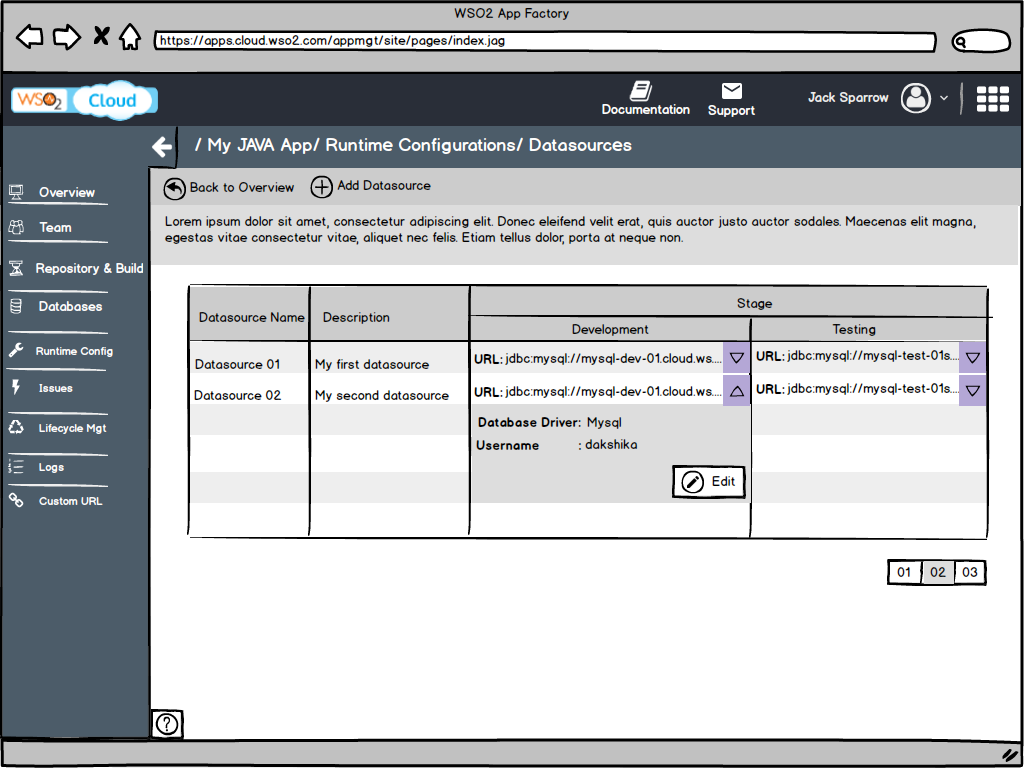 WSO2 App Factory
https://apps.cloud.wso2.com/appmgt/site/pages/index.jag
WSO2 Cloud
Documentation
Support
Jack Sparrow
/ My JAVA App/ Runtime Configurations/ Datasources
Overview
Team
Repository & Build
Databases
Runtime Config
Issues
Lifecycle Mgt
Logs
Custom URL
Back to Overview
Add Datasource
Lorem ipsum dolor sit amet, consectetur adipiscing elit. Donec eleifend velit erat, quis auctor justo auctor sodales. Maecenas elit magna,
egestas vitae consectetur vitae, aliquet nec felis. Etiam tellus dolor, porta at neque non.
Datasource Name
Description
Stage
Development
Testing
Datasource 01
My first datasource
URL: jdbc:mysql://mysql-dev-01.cloud.ws....
URL: jdbc:mysql://mysql-test-01s....
Datasource 02
My second datasource
URL: jdbc:mysql://mysql-dev-01.cloud.ws....
URL: jdbc:mysql://mysql-test-01s....
Database Driver: Mysql
Username : dakshika
Edit
01 02 03
?